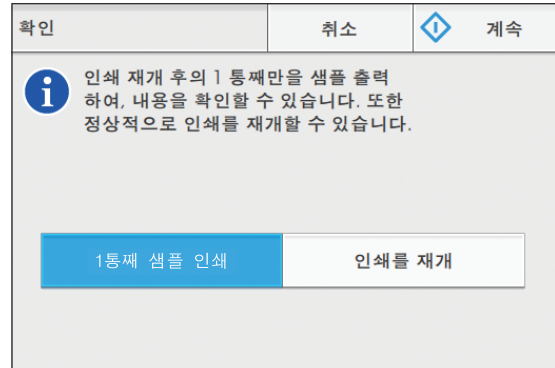 확인
취소
계속
인쇄 재개 후의 1 통째만을 샘플 출력
하여, 내용을 확인할 수 있습니다. 또한
정상적으로 인쇄를 재개할 수 있습니다.
1통째 샘플 인쇄
인쇄를 재개